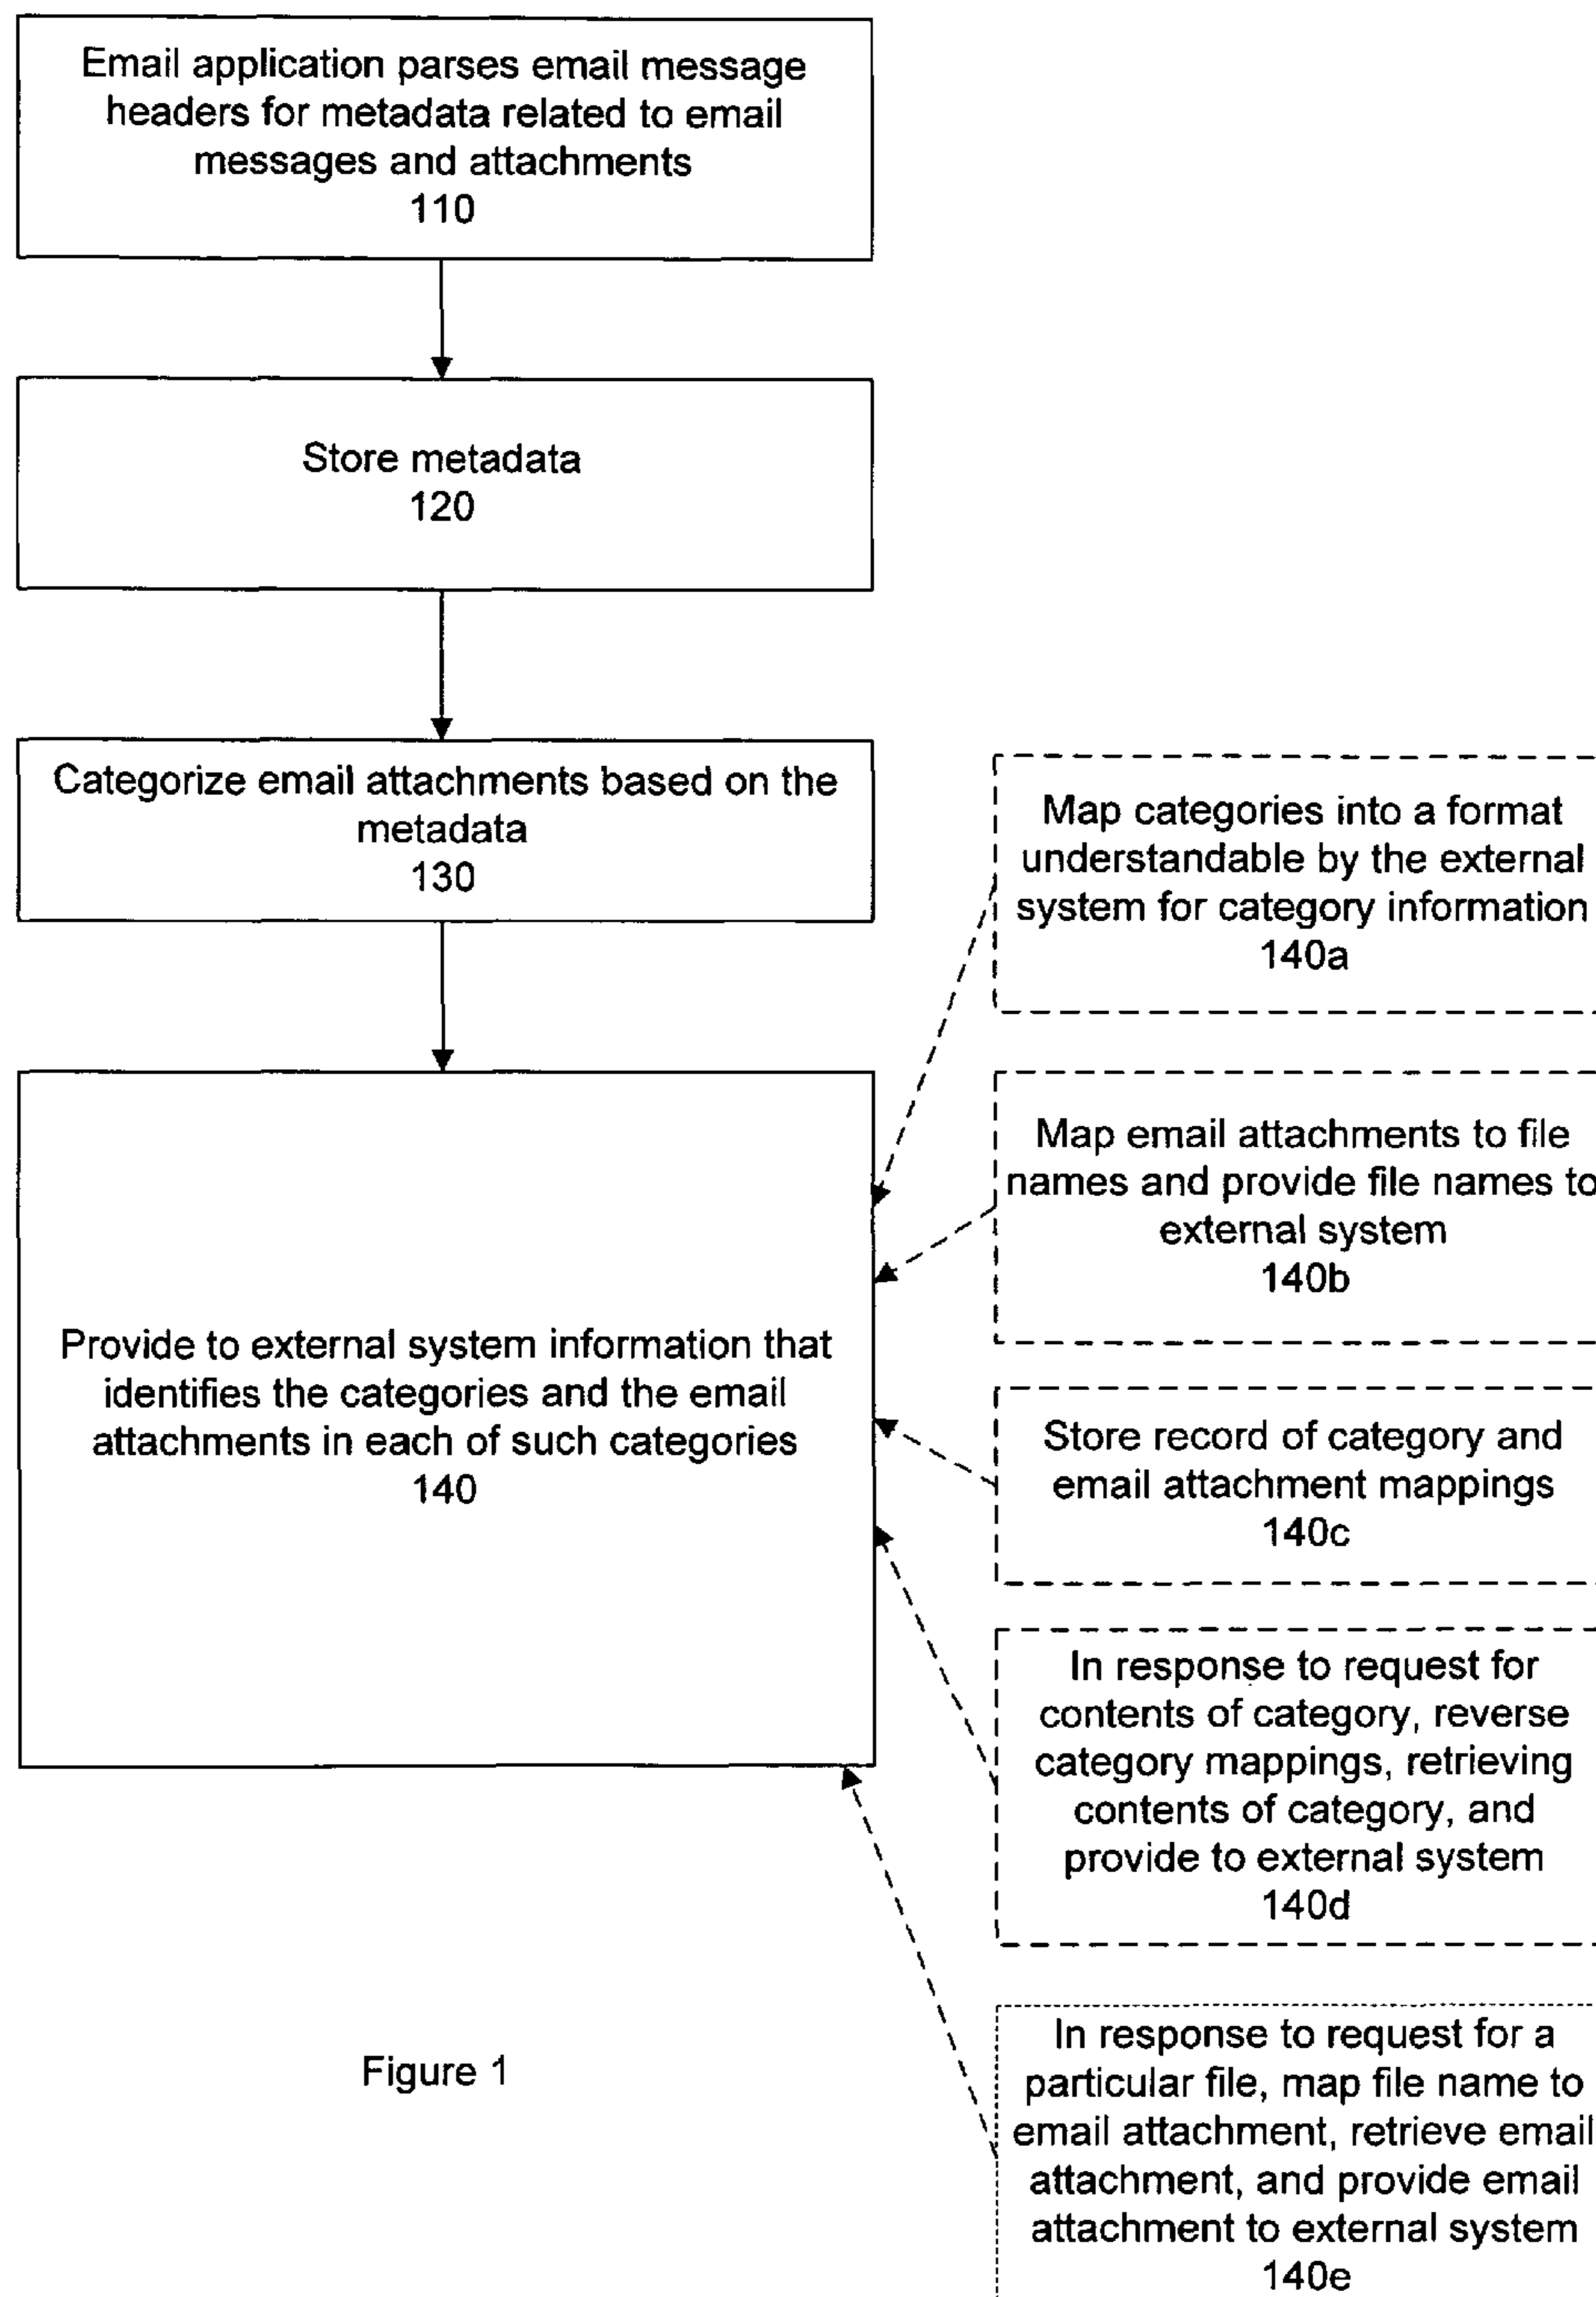 Email application parses email message
headers for metadata related to email
messages and attachments
110
Store metadata
120
Categorize email attachments based on the
metadata
130
Map categories into a format
understandable by the external
system for category information
140a
Map email attachments to file
names and provide file names to
external system
140b
Provide to external system information that
identifies the categories and the email
attachments in each of such categories
140
Store record of category and
email attachment mappings
140c
In response to request for
contents of category, reverse
category mappings, retrieving
contents of category, and
provide to external system
140d
In response to request for a
particular file, map file name to
email attachment, retrieve email
attachment, and provide email
attachment to external system
140e
Figure 1